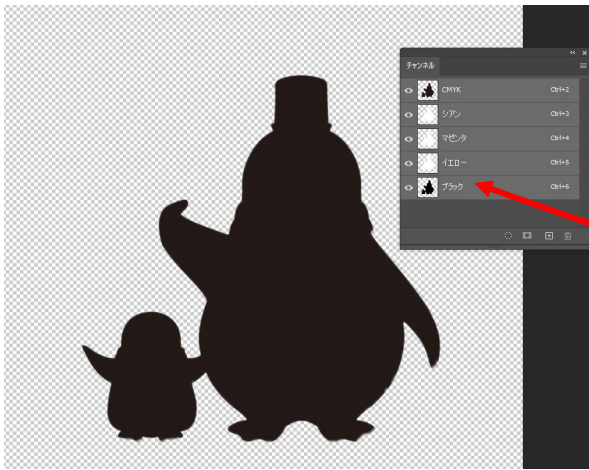 チャンネル
CMYK Ctrl+2
シアン Ctrl+3
マゼンタ Ctrl+4
イエロー Ctrl+5
ブラック Ctrl+6